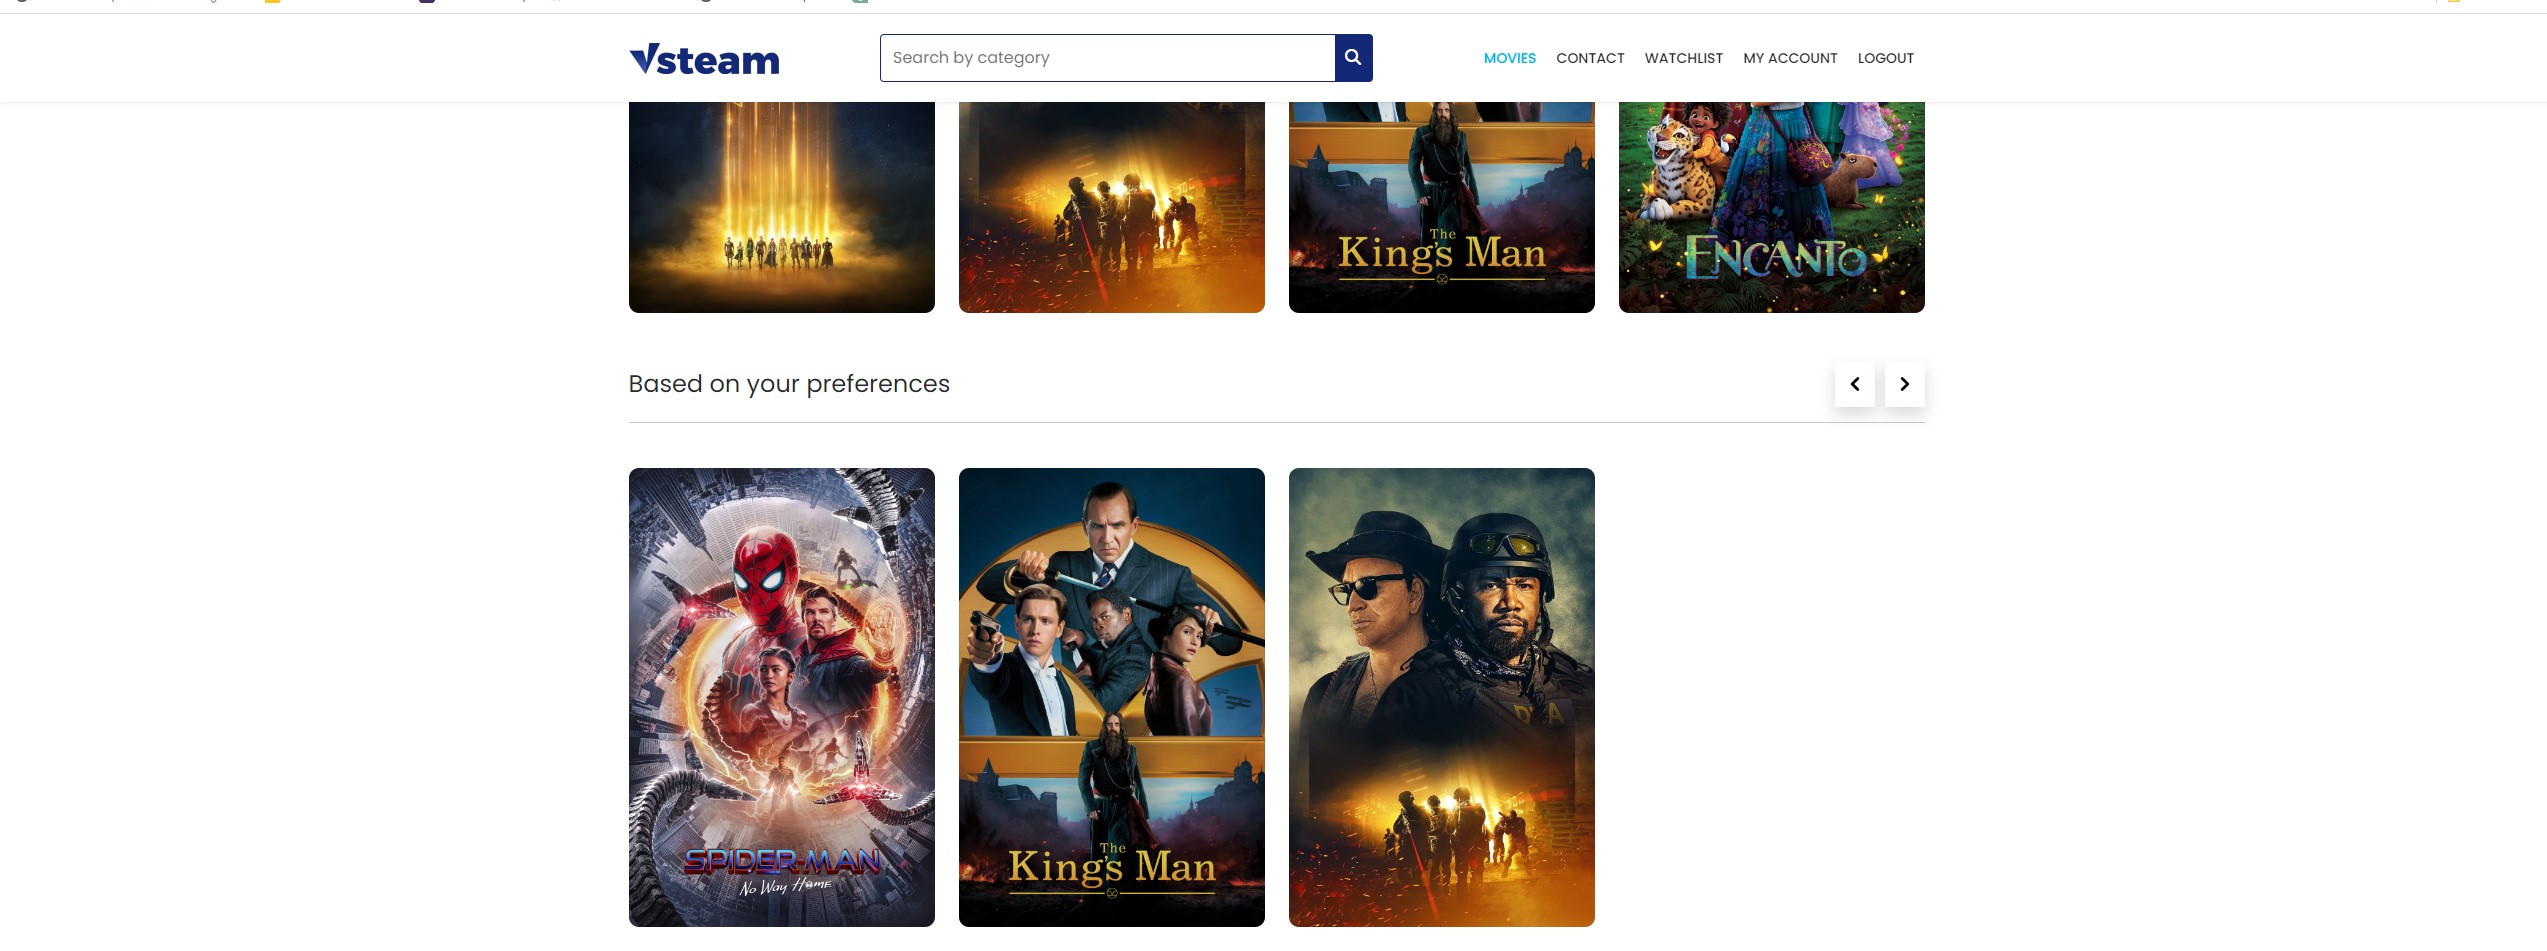 Vsteam
Search by category
MOVIES CONTACT WATCHLIST MY ACCOUNT LOGOUT
The
King's Man
ENCANTO
Based on your preferences
SPIDER-MAN
No Way Home
The
King's Man